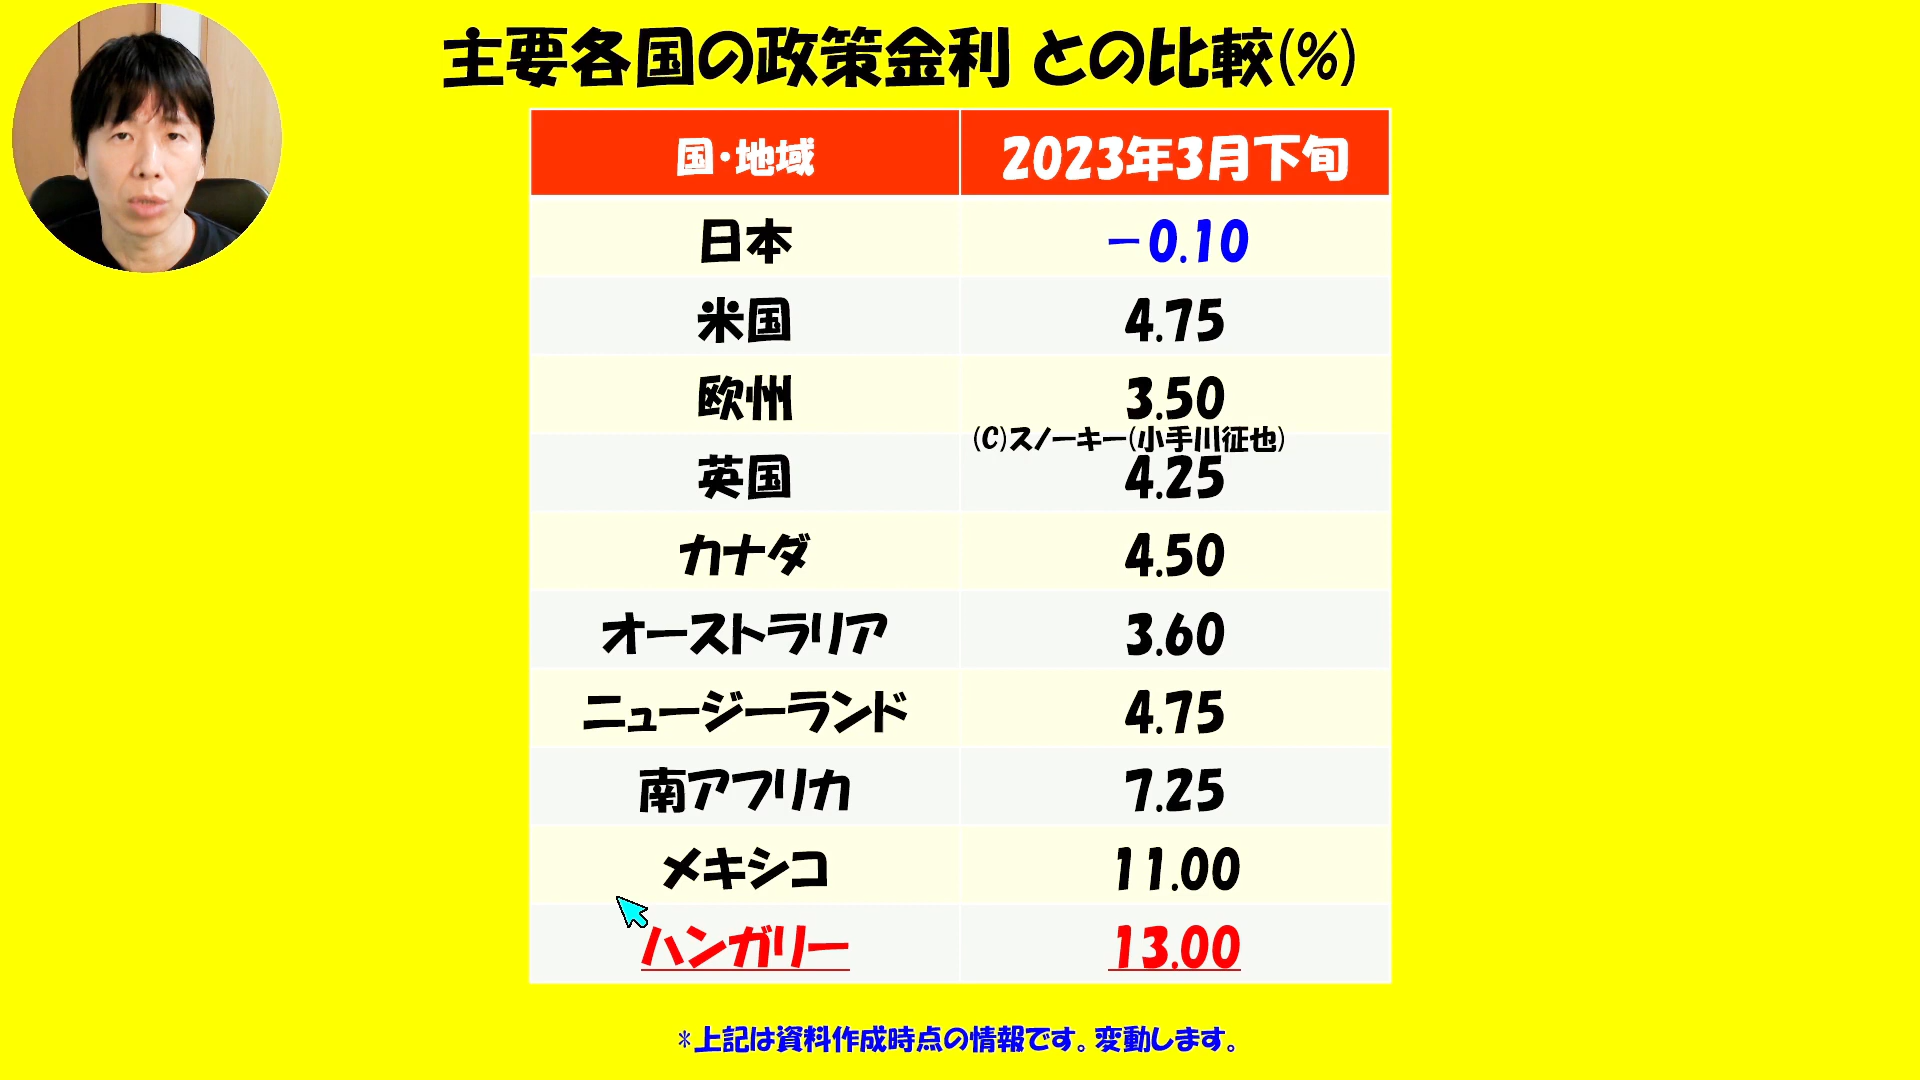 主要各国の政策金利 との比較(%)
国・地域 2023年3月下旬
日本 －0.10
米国 4.75
欧州 3.50
(C)スノーキー(小手川征也)
英国 4.25
カナダ 4.50
オーストラリア 3.60
ニュージーランド 4.75
南アフリカ 7.25
メキシコ 11.00
ハンガリー 13.00
*上記は資料作成時点の情報です。変動します。